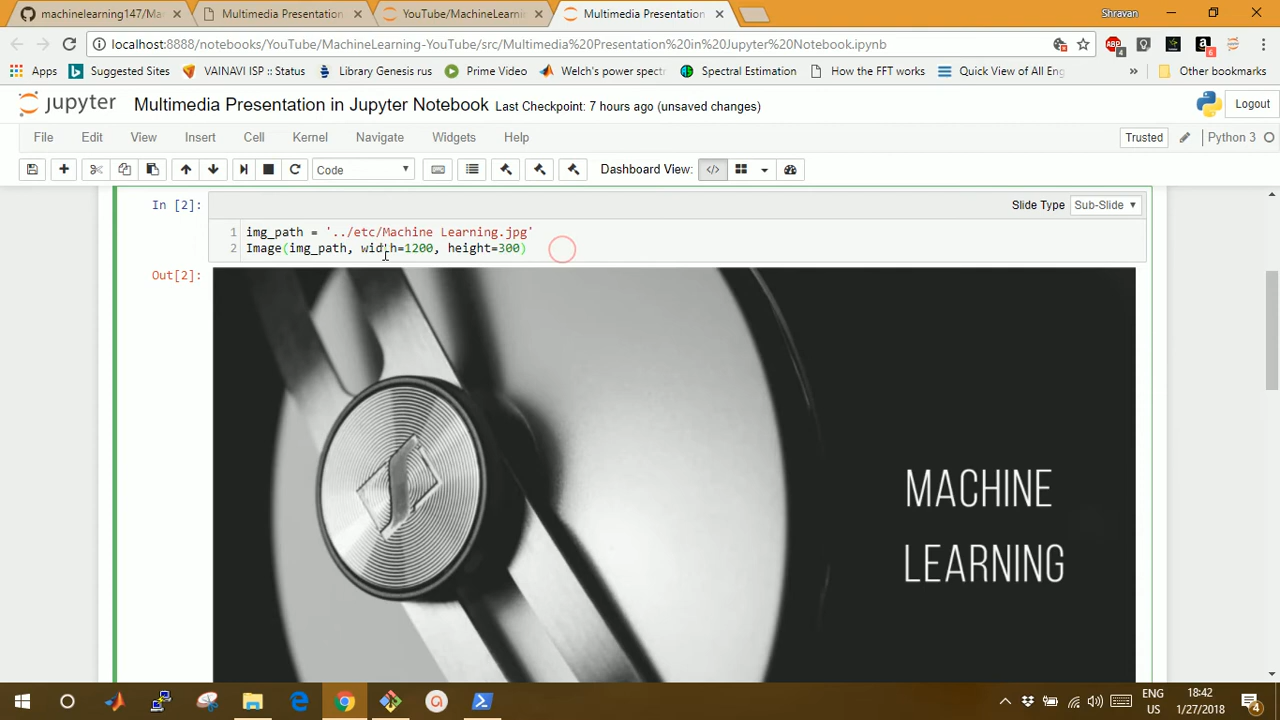 machinelearning147/Ma
Multimedia Presentation
YouTube/MachineLearni
Multimedia Presentation
Shravan
localhost:8888/notebooks/YouTube/MachineLearning-YouTube/src/Multimedia%20Presentation%20in%20Jupyter%20Notebook.ipynb
4
6
Apps
Suggested Sites
VAINAVI ISP :: Status
Library Genesis rus
Prime Video
Welch's power spectr
Spectral Estimation
How the FFT works
Quick View of All Eng
»
Other bookmarks
jupyter
Multimedia Presentation in Jupyter Notebook
Last Checkpoint: 7 hours ago (unsaved changes)
Logout
File
Edit
View
Insert
Cell
Kernel
Navigate
Widgets
Help
Trusted
Python 3
Code
Dashboard View:
In [2]:
Slide Type
Sub-Slide
1 img_path = '../etc/Machine Learning.jpg'
2 Image(img_path, width=1200, height=300)
Out[2]:
MACHINE
LEARNING
ENG
US
18:42
1/27/2018
4